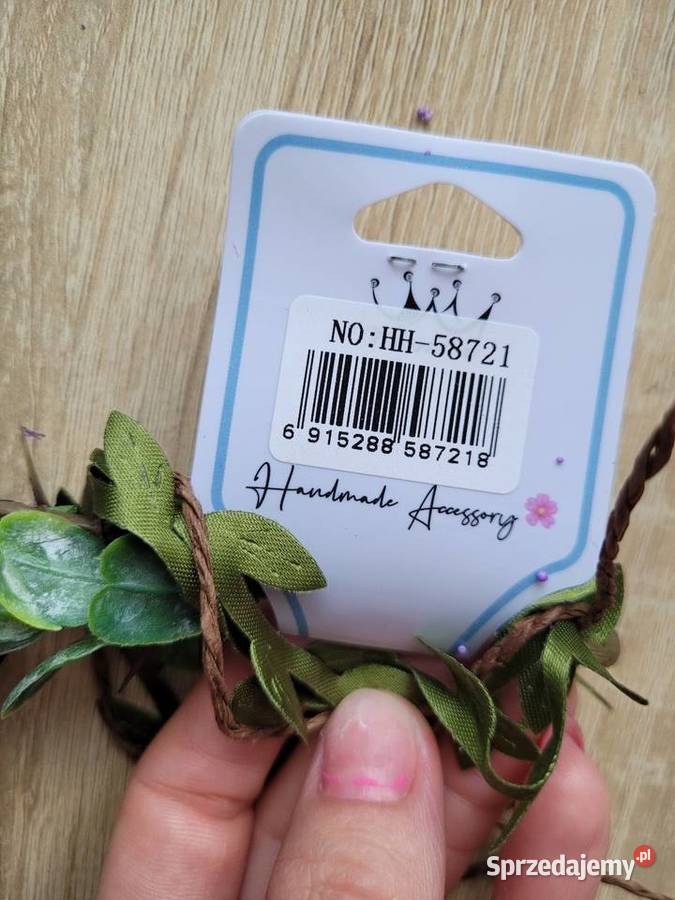 NO:HH-58721
6 915288 587218
Handmade Accessory
Sprzedajemy.pl